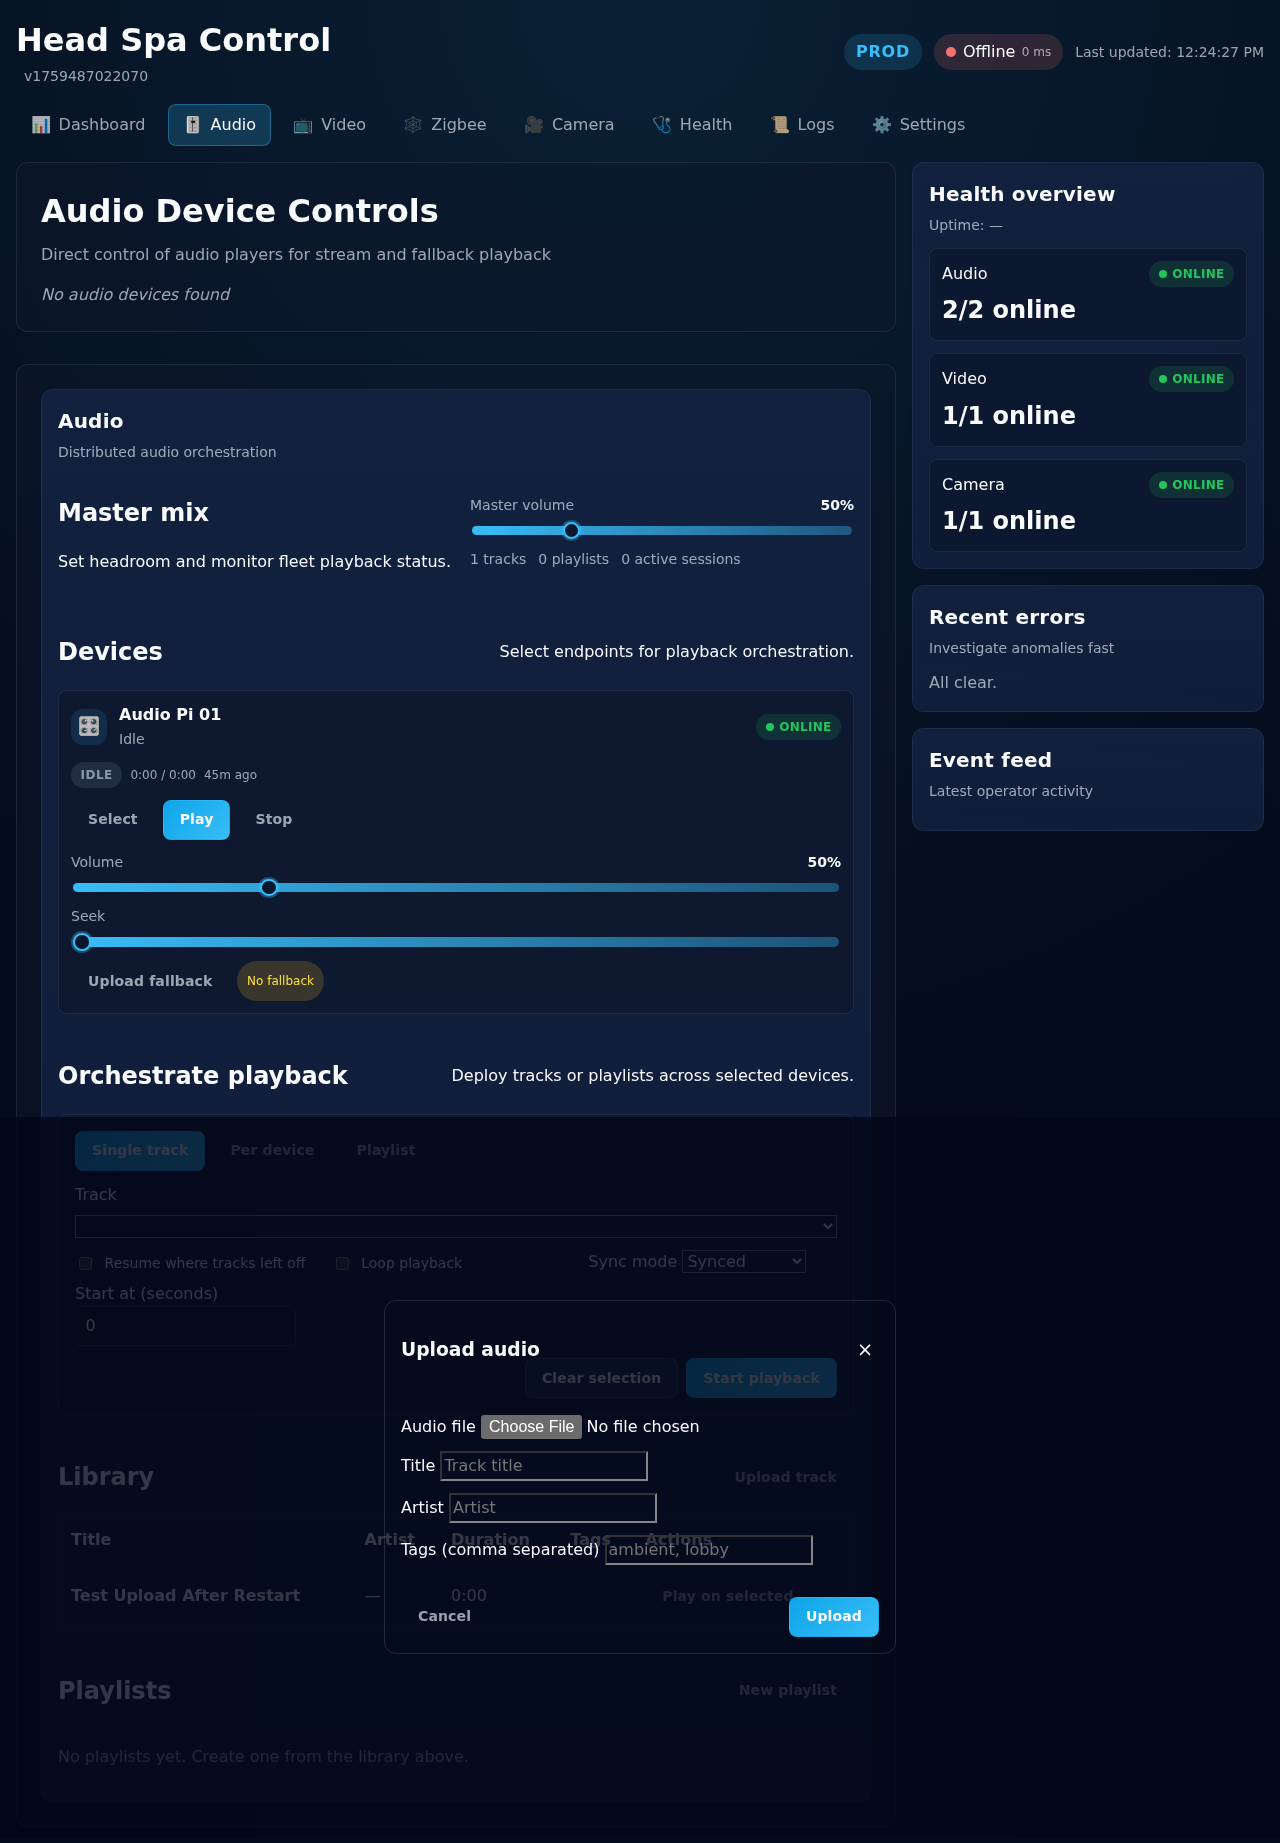 Head Spa Control
v1759487022070
PROD
Offline 0 ms
Last updated: 12:24:27 PM
Dashboard
Audio
Video
Zigbee
Camera
Health
Logs
Settings
Audio Device Controls
Direct control of audio players for stream and fallback playback
No audio devices found
Audio
Distributed audio orchestration
Master mix
Set headroom and monitor fleet playback status.
Master volume 50%
1 tracks 0 playlists 0 active sessions
Devices
Select endpoints for playback orchestration.
Audio Pi 01
Idle
ONLINE
IDLE 0:00 / 0:00 45m ago
Select Play Stop
Volume 50%
Seek
Upload fallback No fallback
Orchestrate playback
Deploy tracks or playlists across selected devices.
Single track Per device Playlist
Track
Resume where tracks left off Loop playback Sync mode Synced
Start at (seconds)
0
Clear selection Start playback
Library Upload track
Title Artist Duration Tags Actions
Test Upload After Restart — 0:00 Play on selected
Playlists New playlist
No playlists yet. Create one from the library above.
Upload audio ×
Audio file Choose File No file chosen
Title Track title
Artist Artist
Tags (comma separated) ambient, lobby
Cancel Upload
Health overview
Uptime: —
Audio ONLINE
2/2 online
Video ONLINE
1/1 online
Camera ONLINE
1/1 online
Recent errors
Investigate anomalies fast
All clear.
Event feed
Latest operator activity